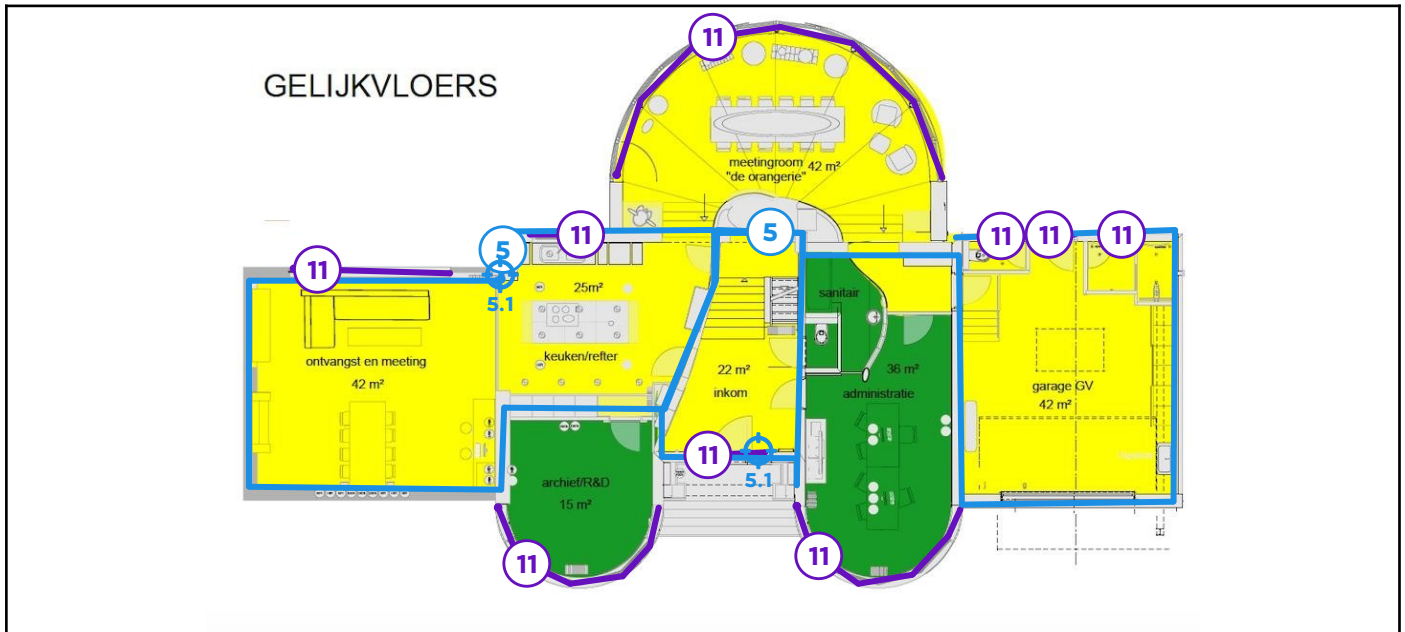 GELIJKVLOERS
11
meetingroom 42 m²
"de orangerie"
11
5
11
11
11
5
11
5.1
25m²
sanitair
ontvangst en meeting
42 m²
keuken/refter
22 m²
inkom
36 m²
administratie
garage GV
42 m²
11
5.1
archief/R&D
15 m²
11
11